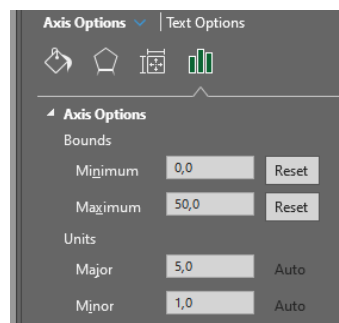 Axis Options Text Options
Axis Options
Bounds
Minimum 0,0 Reset
Maximum 50,0 Reset
Units
Major 5,0 Auto
Minor 1,0 Auto